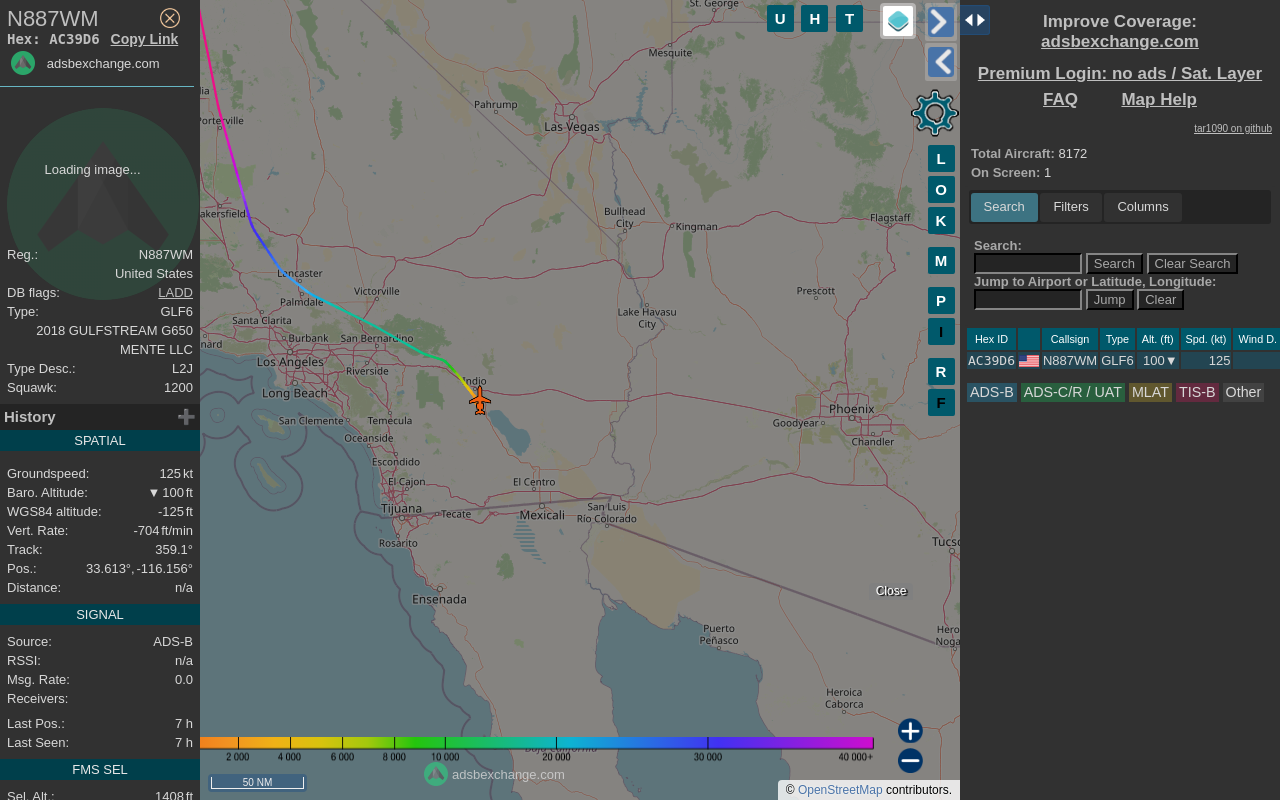 N887WM
Hex: AC39D6 Copy Link
adsbexchange.com
Loading image...
Reg.: N887WM
United States
DB flags: LADD
Type: GLF6
2018 GULFSTREAM G650
MENTE LLC
Type Desc.: L2J
Squawk: 1200
History
SPATIAL
Groundspeed: 125 kt
Baro. Altitude: ▼ 100 ft
WGS84 altitude: -125 ft
Vert. Rate: -704 ft/min
Track: 359.1°
Pos.: 33.613°, -116.156°
Distance: n/a
SIGNAL
Source: ADS-B
RSSI: n/a
Msg. Rate: 0.0
Receivers:
Last Pos.: 7 h
Last Seen: 7 h
FMS SEL
Sel. Alt.: 1408 ft
St. George
Mesquite
Pahrump
Las Vegas
Porterville
akersfield
Bullhead
City
Kingman
Flagstaff
Lancaster
Palmdale
Victorville
Prescott
Lake Havasu
City
Santa Clarita
Burbank
San Bernardino
nard
Los Angeles
Riverside
Indio
Long Beach
San Clemente
Temecula
Oceanside
Phoenix
Goodyear
Chandler
Escondido
El Cajon
El Centro
Tijuana
Tecate
Mexicali
San Luis
Río Colorado
Rosarito
Tucso
Ensenada
Close
Puerto
Peñasco
Hero
Noga
Heroica
Caborca
Baja California
2 000 4 000 6 000 8 000 10 000 20 000 30 000 40 000+
50 NM
adsbexchange.com
© OpenStreetMap contributors.
U H T
L
O
K
M
P
I
R
F
Improve Coverage:
adsbexchange.com
Premium Login: no ads / Sat. Layer
FAQ Map Help
tar1090 on github
Total Aircraft: 8172
On Screen: 1
Search Filters Columns
Search:
Search Clear Search
Jump to Airport or Latitude, Longitude:
Jump Clear
Hex ID Callsign Type Alt. (ft) Spd. (kt) Wind D.
AC39D6 N887WM GLF6 100▼ 125
ADS-B ADS-C/R / UAT MLAT TIS-B Other